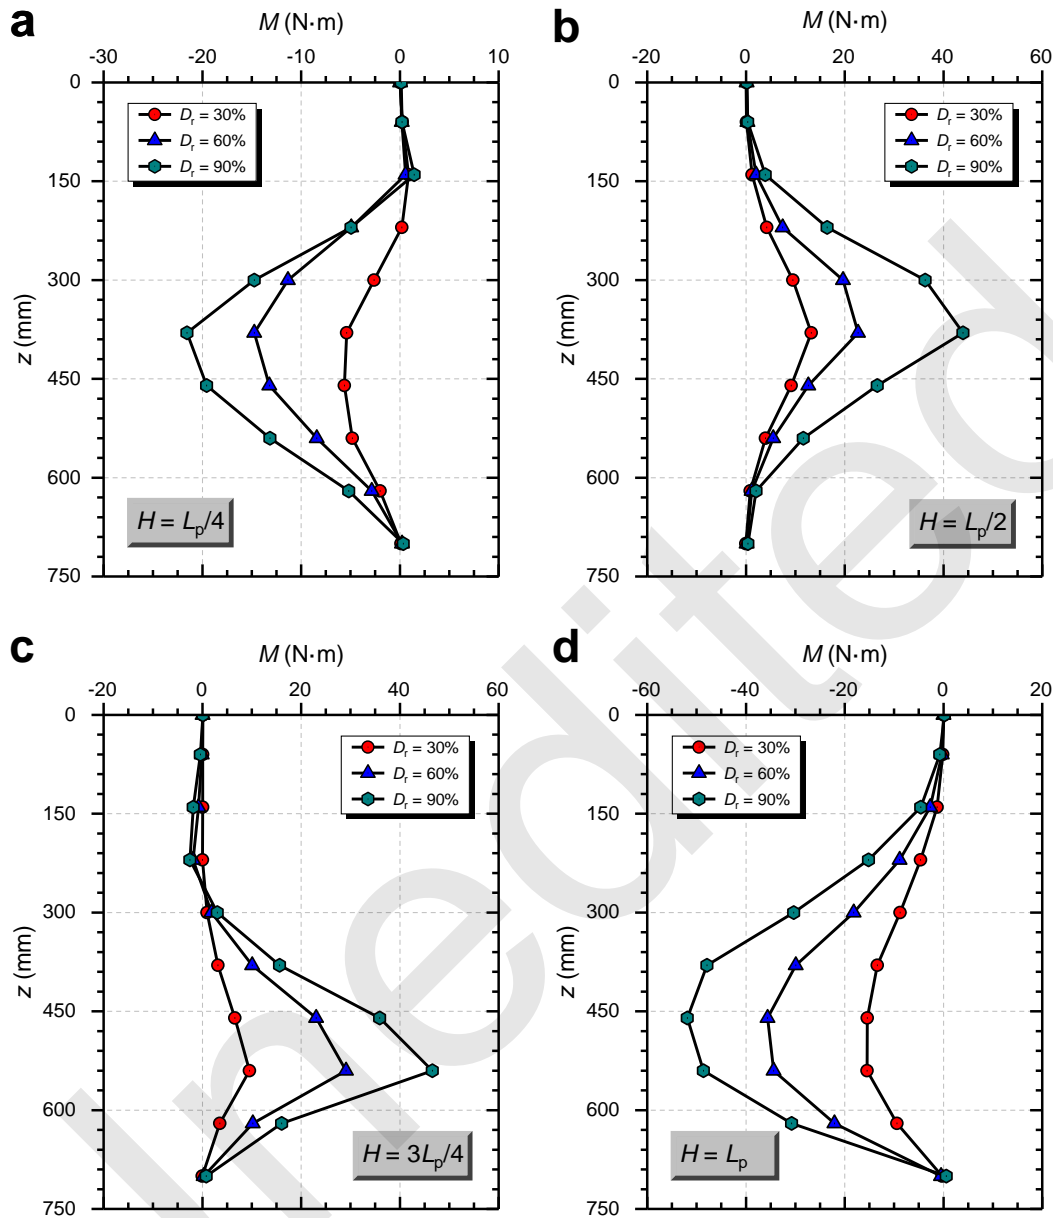 a
M (N·m)
-30 -20 -10 0 10
0
150
300
450
600
750
z (mm)
Dr = 30%
Dr = 60%
Dr = 90%
H = Lp/4
b
M (N·m)
-20 0 20 40 60
0
150
300
450
600
750
z (mm)
Dr = 30%
Dr = 60%
Dr = 90%
H = Lp/2
c
M (N·m)
-20 0 20 40 60
0
150
300
450
600
750
z (mm)
Dr = 30%
Dr = 60%
Dr = 90%
H = 3Lp/4
d
M (N·m)
-60 -40 -20 0 20
0
150
300
450
600
750
z (mm)
Dr = 30%
Dr = 60%
Dr = 90%
H = Lp
Unedited